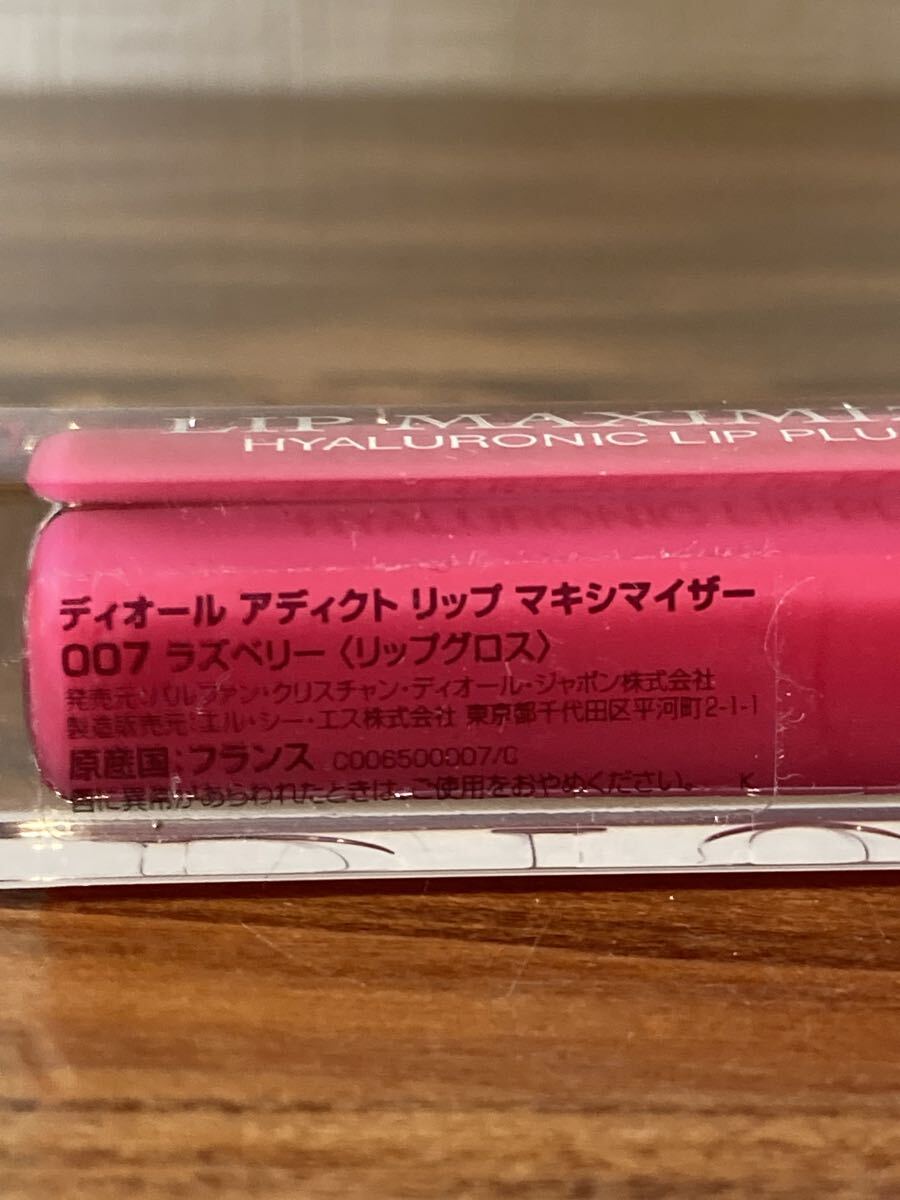 LIP MAXIMIZ
HYALURONIC LIP PLU
ディオール アディクト リップ マキシマイザー
007 ラズベリー〈リップグロス〉
発売元:パルファン・クリスチャン・ディオール・ジャポン株式会社
製造販売元:エル・シー・エス株式会社 東京都千代田区平河町2-1-1
原産国:フランス C006500007/C
唇に異常があらわれたときは、ご使用をおやめください。 K